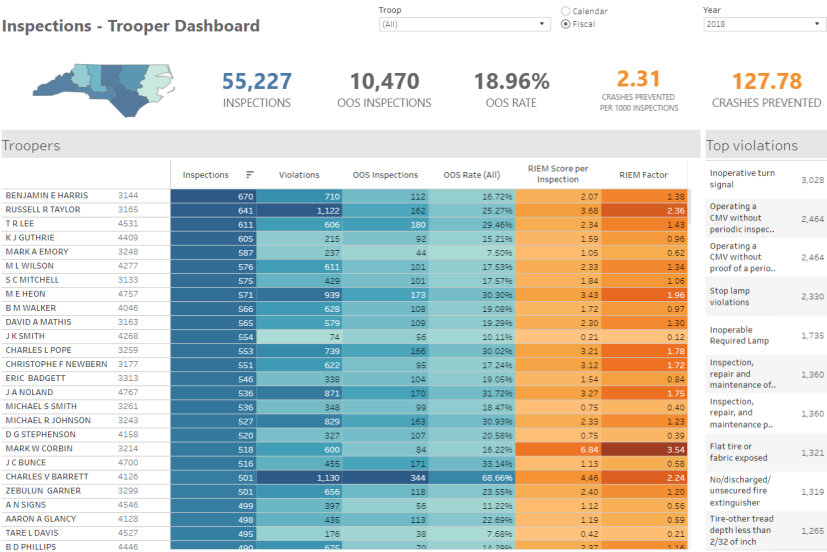 Inspections - Trooper Dashboard
Troop
(All)
Calendar
Fiscal
Year
2018
55,227
INSPECTIONS
10,470
OOS INSPECTIONS
18.96%
OOS RATE
2.31
CRASHES PREVENTED
PER 1000 INSPECTIONS
127.78
CRASHES PREVENTED
Troopers
Inspections Violations OOS Inspections OOS Rate (All) RIEM Score per Inspection RIEM Factor
BENJAMIN E HARRIS 3144 670 710 112 16.72% 2.07 1.38
RUSSELL R TAYLOR 3165 641 1,122 162 25.27% 3.68 2.36
T R LEE 4531 611 606 180 29.46% 2.34 1.43
K J GUTHRIE 4409 605 215 92 15.21% 1.59 0.96
MARK A EMORY 3248 587 237 44 7.50% 1.05 0.62
M L WILSON 4277 576 611 101 17.53% 2.33 1.34
S C MITCHELL 3133 575 429 101 17.57% 1.84 1.06
M E HEON 4757 571 939 173 30.30% 3.43 1.96
B M WALKER 4046 566 628 108 19.08% 1.72 0.97
DAVID A MATHIS 3163 565 579 109 19.29% 2.30 1.30
J K SMITH 4268 554 74 56 10.11% 0.21 0.12
CHARLES L POPE 3259 553 739 166 30.02% 3.21 1.78
CHRISTOPHE F NEWBERN 3177 551 622 95 17.24% 3.12 1.72
ERIC BADGETT 3313 546 338 104 19.05% 1.54 0.84
J A NOLAND 4767 536 871 170 31.72% 3.27 1.75
MICHAEL S SMITH 3261 536 348 99 18.47% 0.75 0.40
MICHAEL R JOHNSON 3243 527 829 163 30.93% 2.33 1.23
D G STEPHENSON 4158 520 327 107 20.58% 0.75 0.39
MARK W CORBIN 3214 518 600 84 16.22% 6.84 3.54
J C BUNCE 4700 516 455 171 33.14% 1.13 0.58
CHARLES V BARRETT 4126 501 1,130 344 68.66% 4.46 2.24
ZEBULUN GARNER 3299 501 656 118 23.55% 2.40 1.20
A N SIGNS 4546 499 397 56 11.22% 1.12 0.56
AARON A GLANCY 4128 498 435 113 22.69% 1.19 0.59
TARE L DAVIS 4527 495 176 38 7.68% 0.42 0.21
B D PHILLIPS 4446 490 675 70 14.29% 2.37 1.16
Top violations
Inoperative turn
signal 3,028
Operating a
CMV without
periodic inspec.. 2,464
Operating a
CMV without
proof of a perio.. 2,464
Stop lamp
violations 2,330
Inoperable
Required Lamp 1,735
Inspection,
repair and
maintenance of.. 1,360
Inspection,
repair, and
maintenance p.. 1,360
Flat tire or
fabric exposed 1,321
No/discharged/
unsecured fire
extinguisher 1,319
Tire-other tread
depth less than
2/32 of inch 1,265